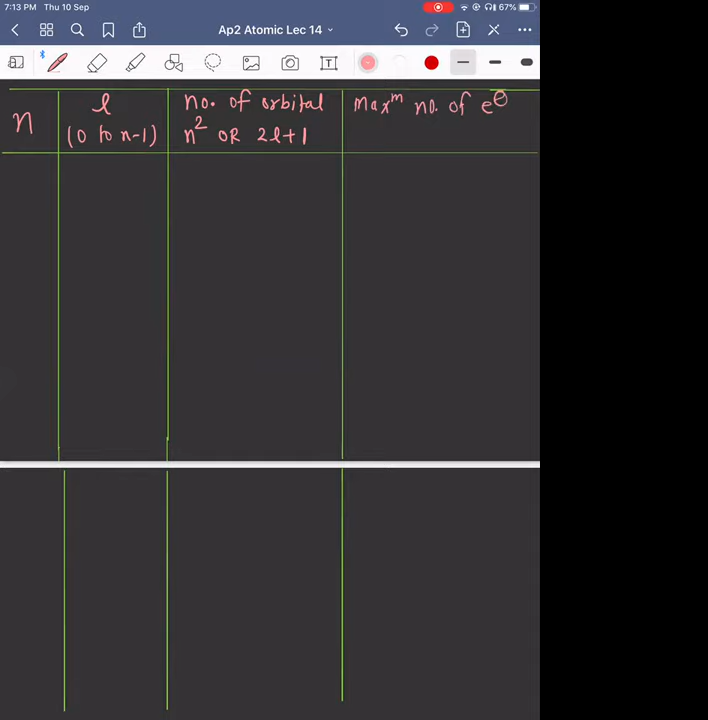 7:13 PM Thu 10 Sep
67%
Ap2 Atomic Lec 14
T
n
l
(0 to n-1)
no. of orbital
n² OR 2l+1
Maxᵐ no. of e⊖